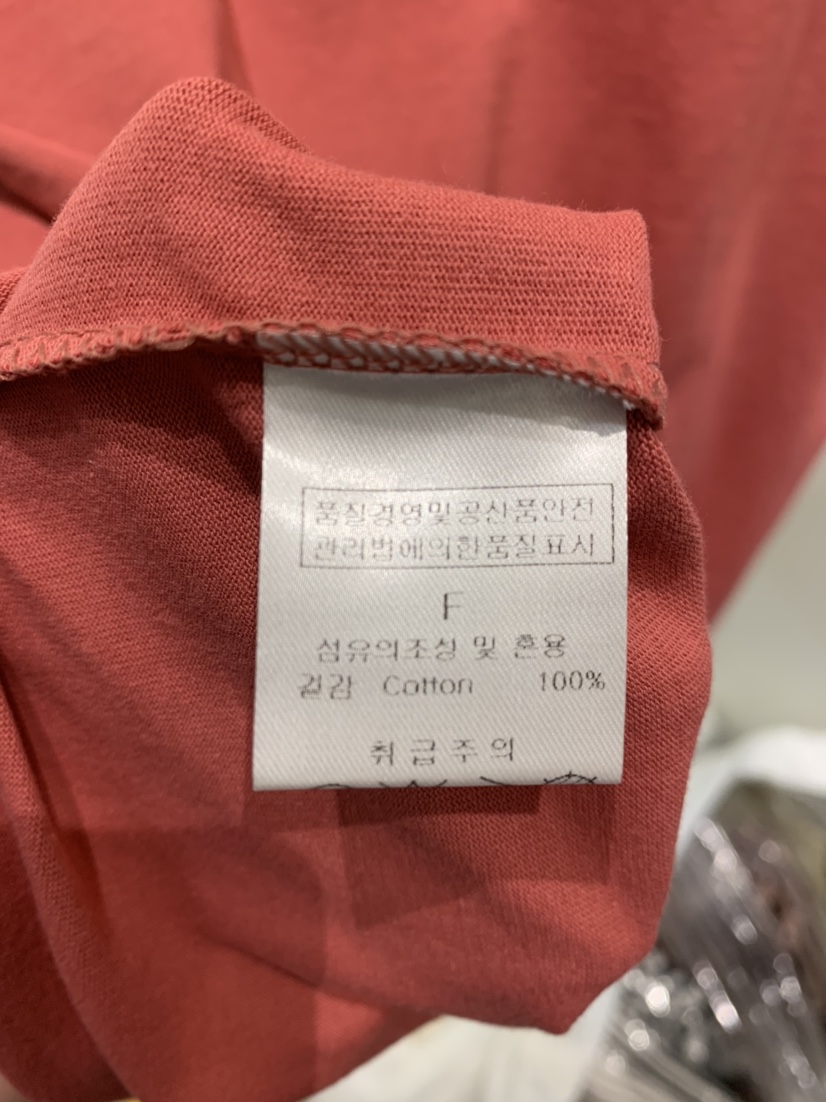 품질경영및공산품안전
관리법에의한품질표시
F
섬유의조성 및 혼용
겉감 Cotton 100%
취급주의